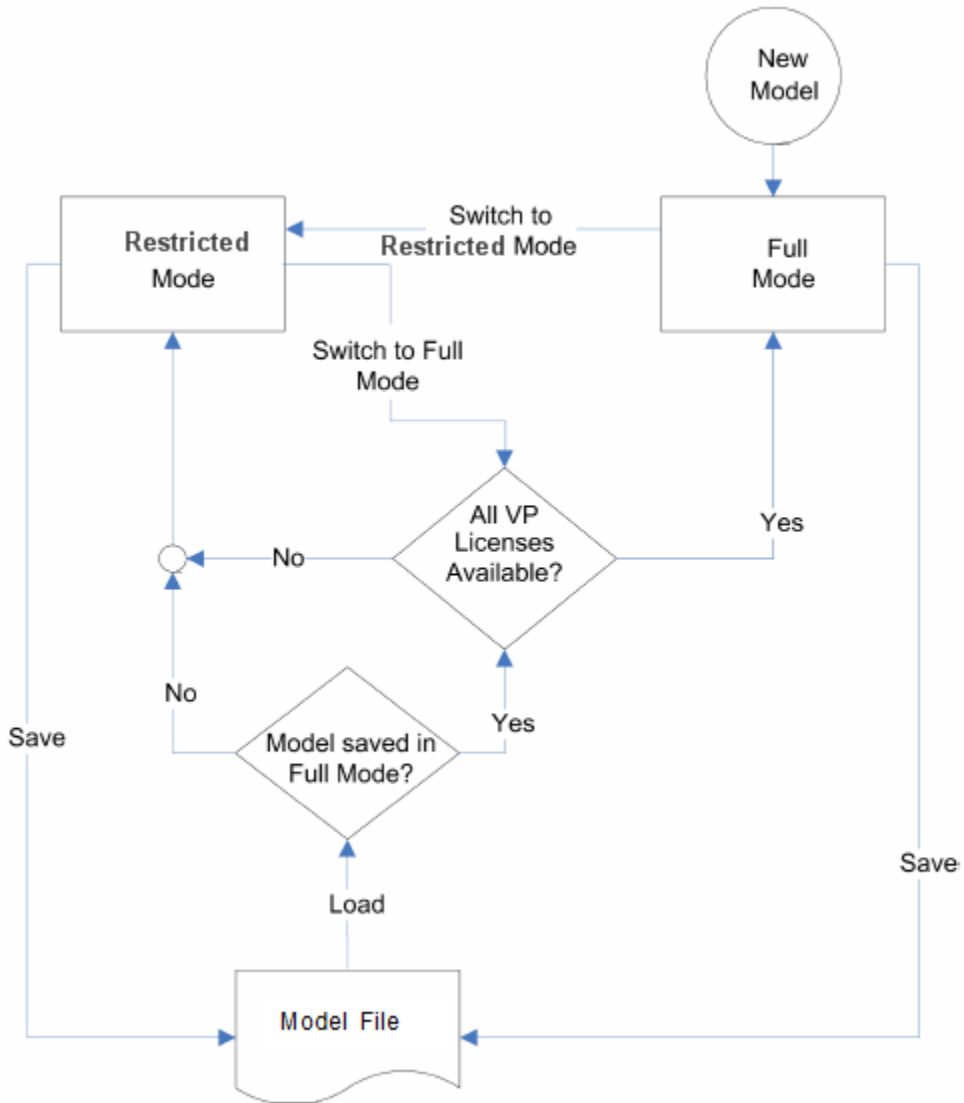 New
Model
Switch to
Restricted Mode
Restricted
Mode
Full
Mode
Switch to Full
Mode
All VP
Licenses
Available?
Yes
No
No
Yes
Model saved in
Full Mode?
Save
Save
Load
Model File